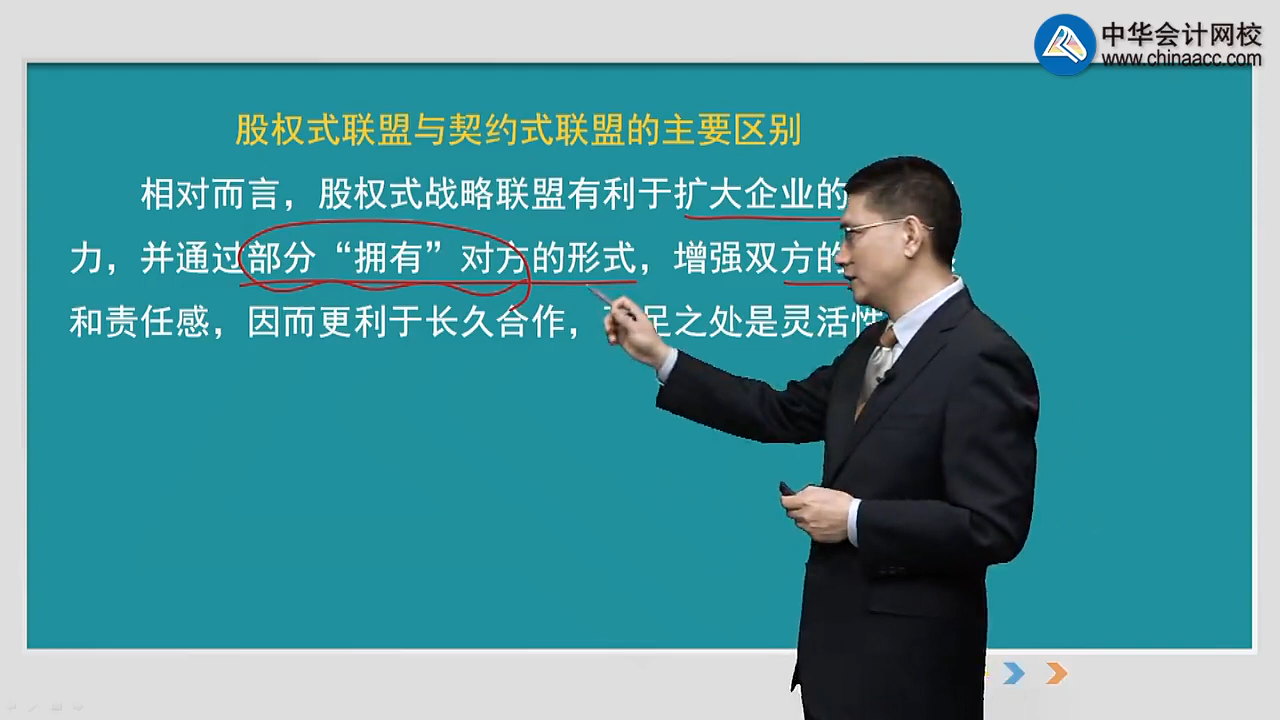 中华会计网校
www.chinaacc.com
股权式联盟与契约式联盟的主要区别
相对而言，股权式战略联盟有利于扩大企业的
力，并通过部分“拥有”对方的形式，增强双方的
和责任感，因而更利于长久合作，足之处是灵活性